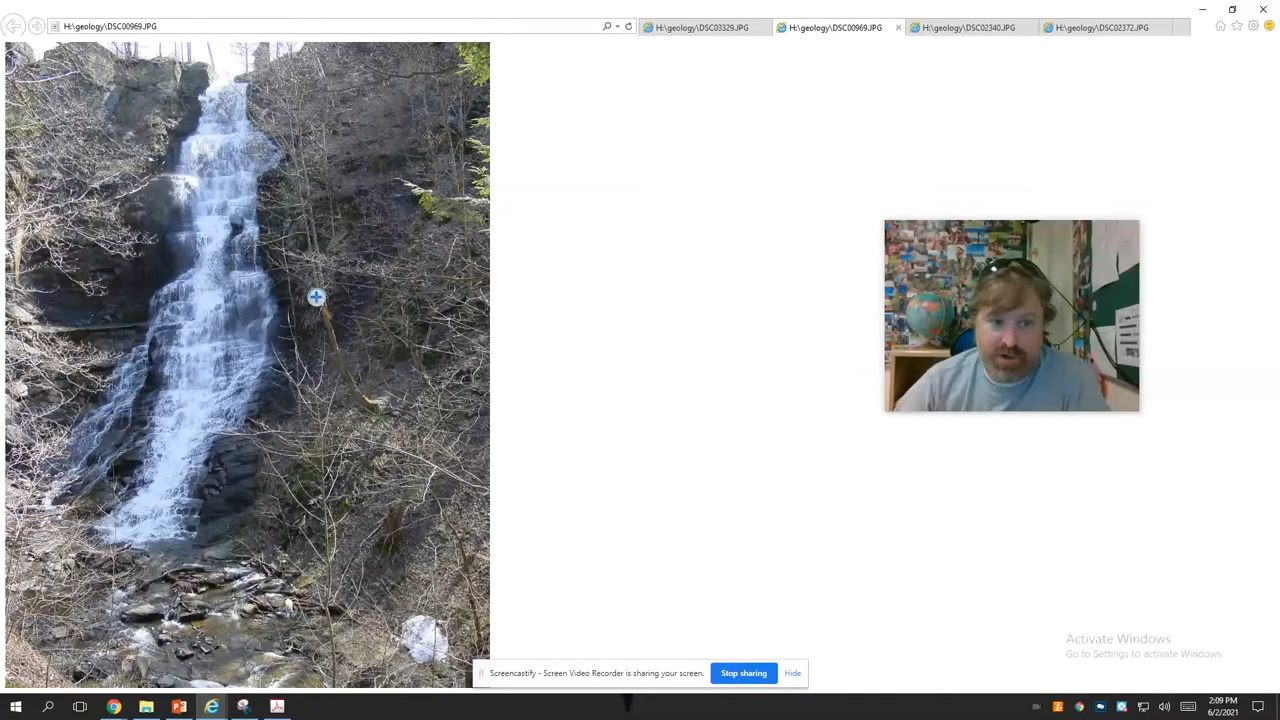 H:\geology\DSC00969.JPG
H:\geology\DSC03329.JPG
H:\geology\DSC00969.JPG
H:\geology\DSC02340.JPG
H:\geology\DSC02372.JPG
Activate Windows
Go to Settings to activate Windows.
Screencastify - Screen Video Recorder is sharing your screen.
Stop sharing
Hide
2:09 PM
6/2/2021